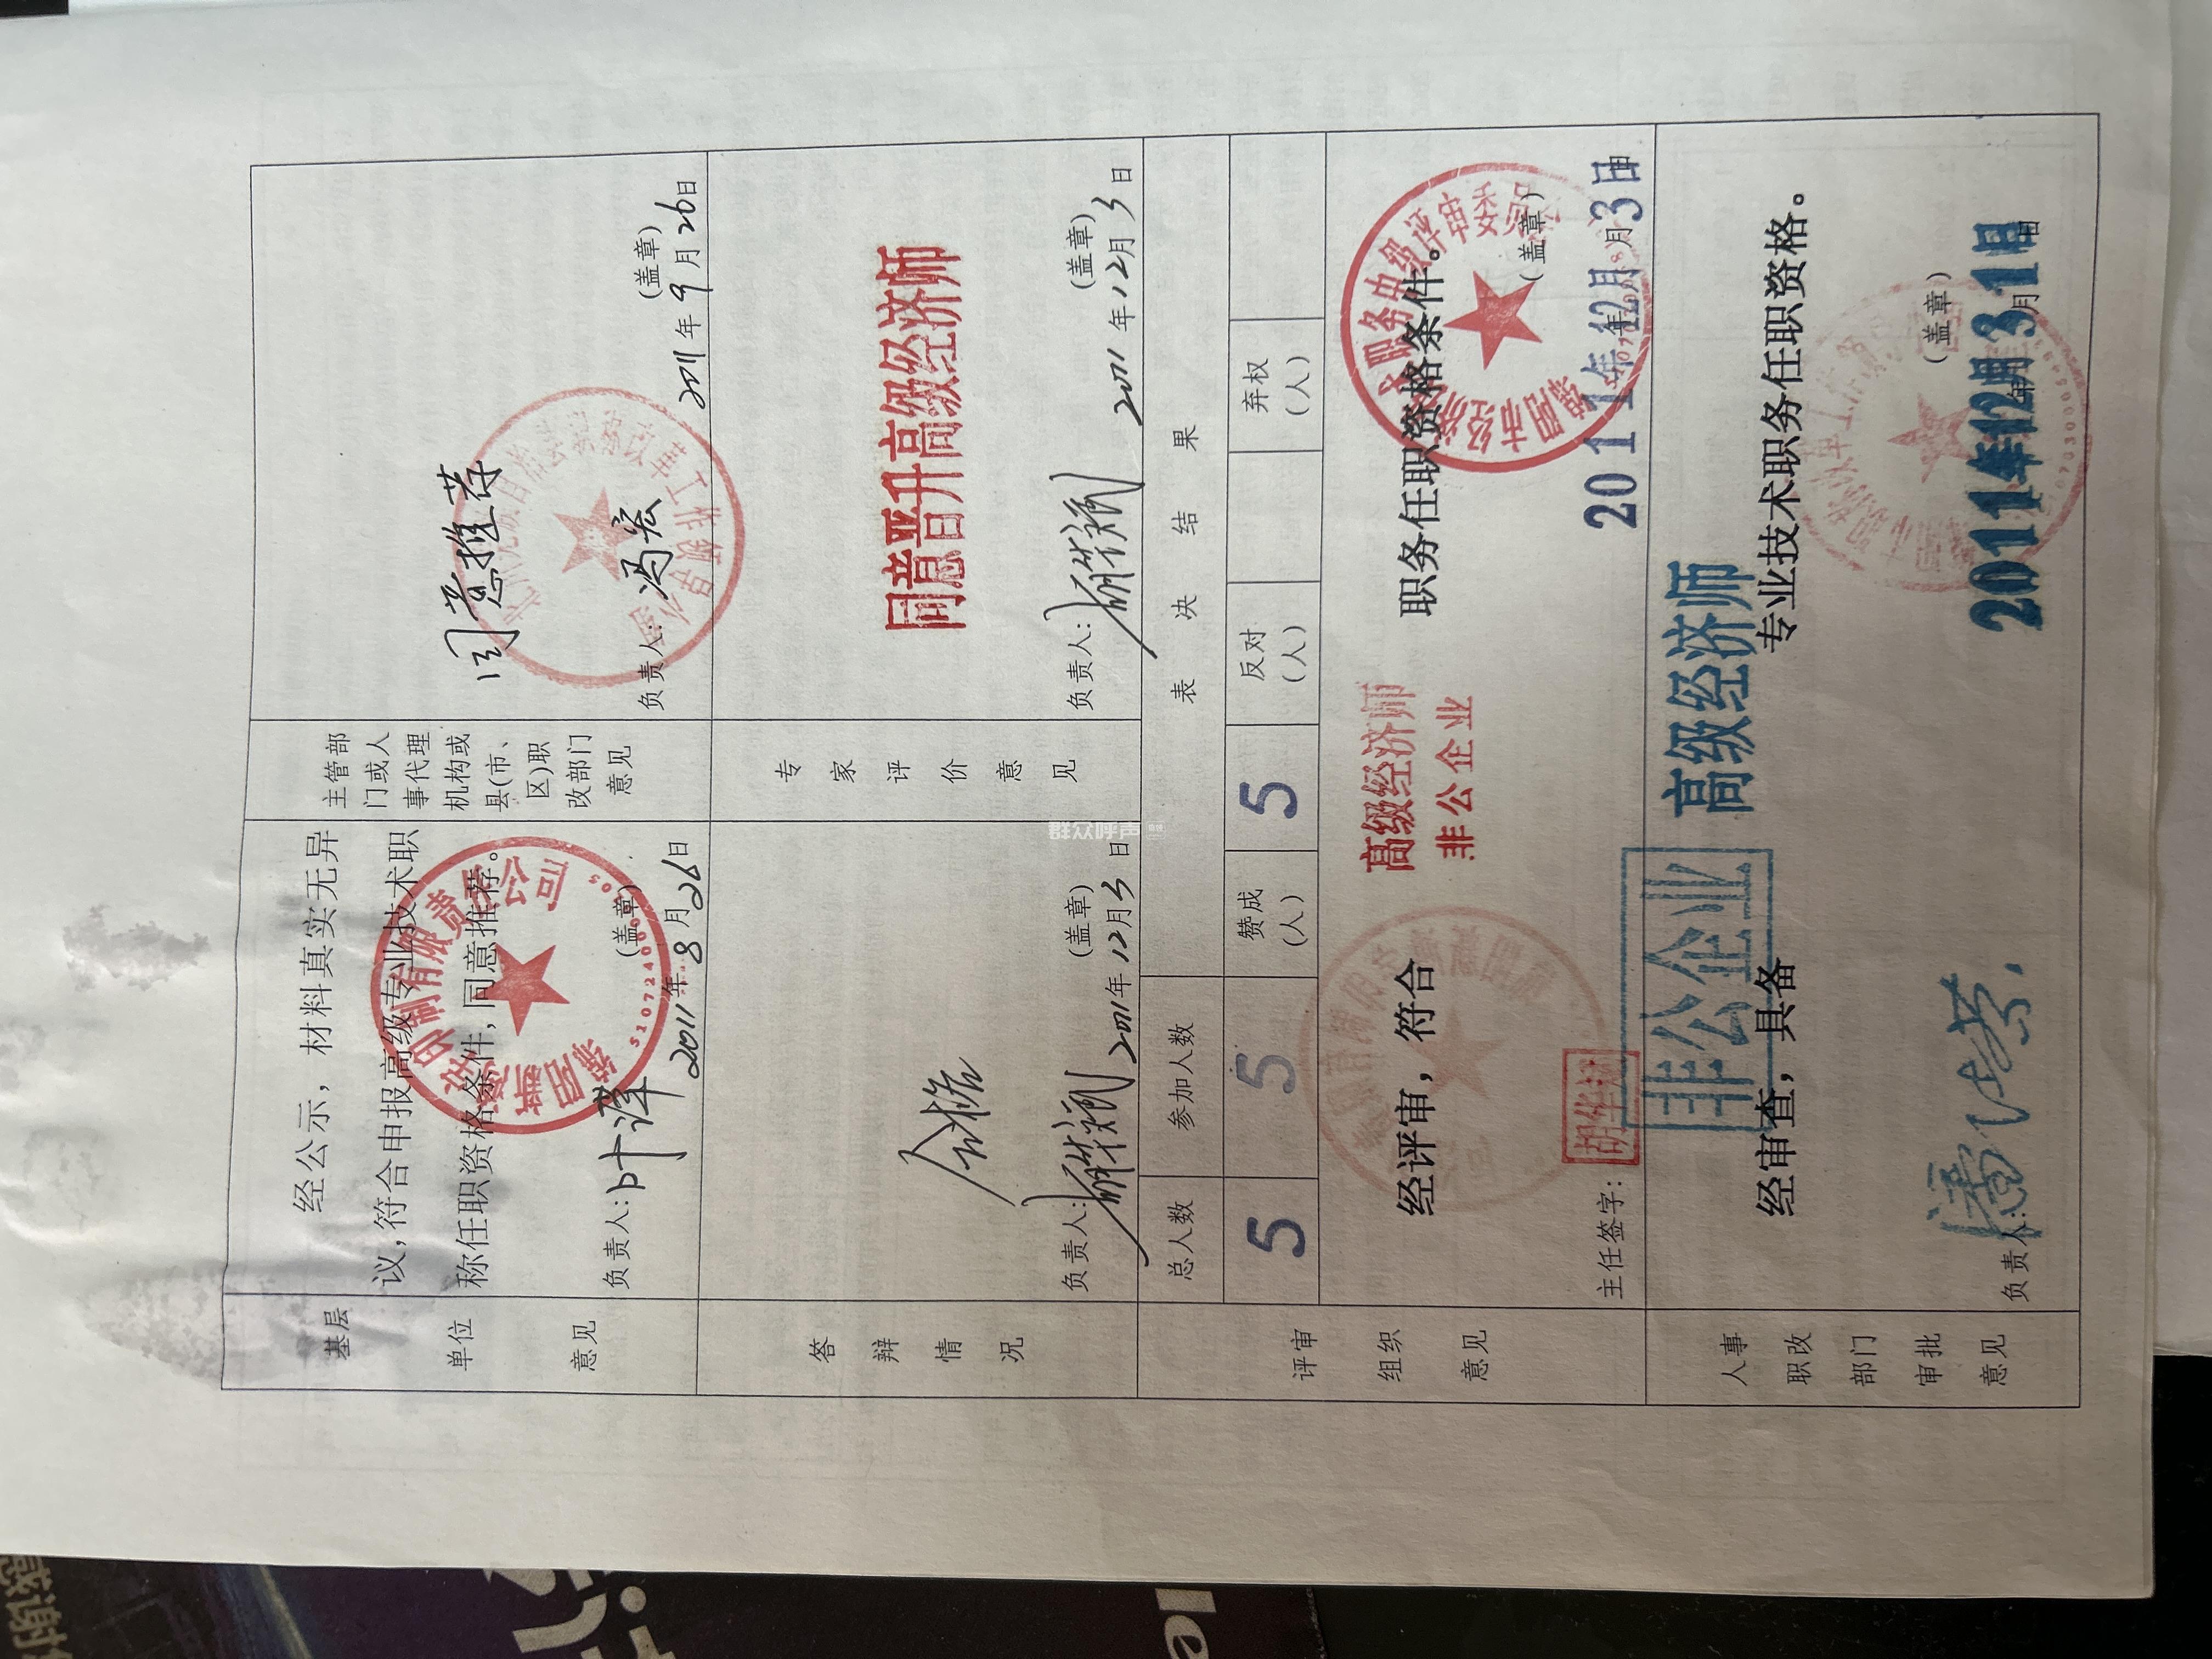 基层
单位
意见
经公示，材料真实无异
议，符合申报高级专业技术职
称任职资格条件，同意推荐。
(盖章)
负责人：叶泽
2011年8月26日
主管部
门或人
事代理
机构或
县(市、
区)职
改部门
意见
同意推荐
负责人：冯宏
(盖章)
2011年9月26日
答
辩
情
况
合格
负责人：
(盖章)
2011年12月3日
专
家
评
价
意
见
同意晋升高级经济师
负责人：
(盖章)
2011年12月3日
评审
组织
意见
总人数
参加人数
表决结果
赞成
(人)
反对
(人)
弃权
(人)
5
5
5
高级经济师
非公企业
经评审，符合
职务任职资格条件。
(盖章)
主任签字：
胡华斌
2011年12月3日
人事
职改
部门
审批
意见
非公企业
高级经济师
经审查，具备
专业技术职务任职资格。
(盖章)
负责人：
2011年12月31日
群众呼声